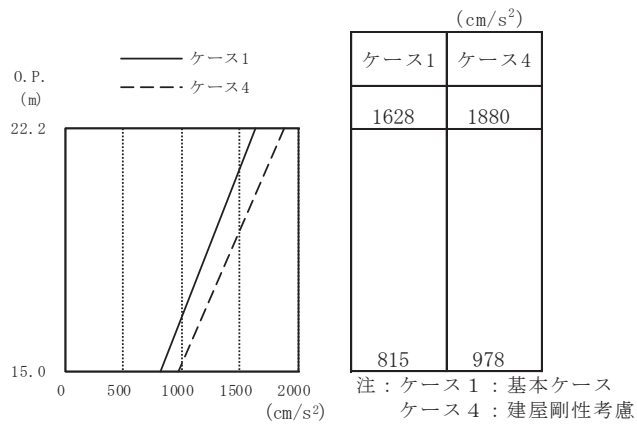 (cm/s²)
ケース1
ケース4
O.P.
(m)
22.2
15.0
0 500 1000 1500 2000
(cm/s²)
ケース1 ケース4
1628 1880
815 978
注：ケース１：基本ケース
ケース４：建屋剛性考慮